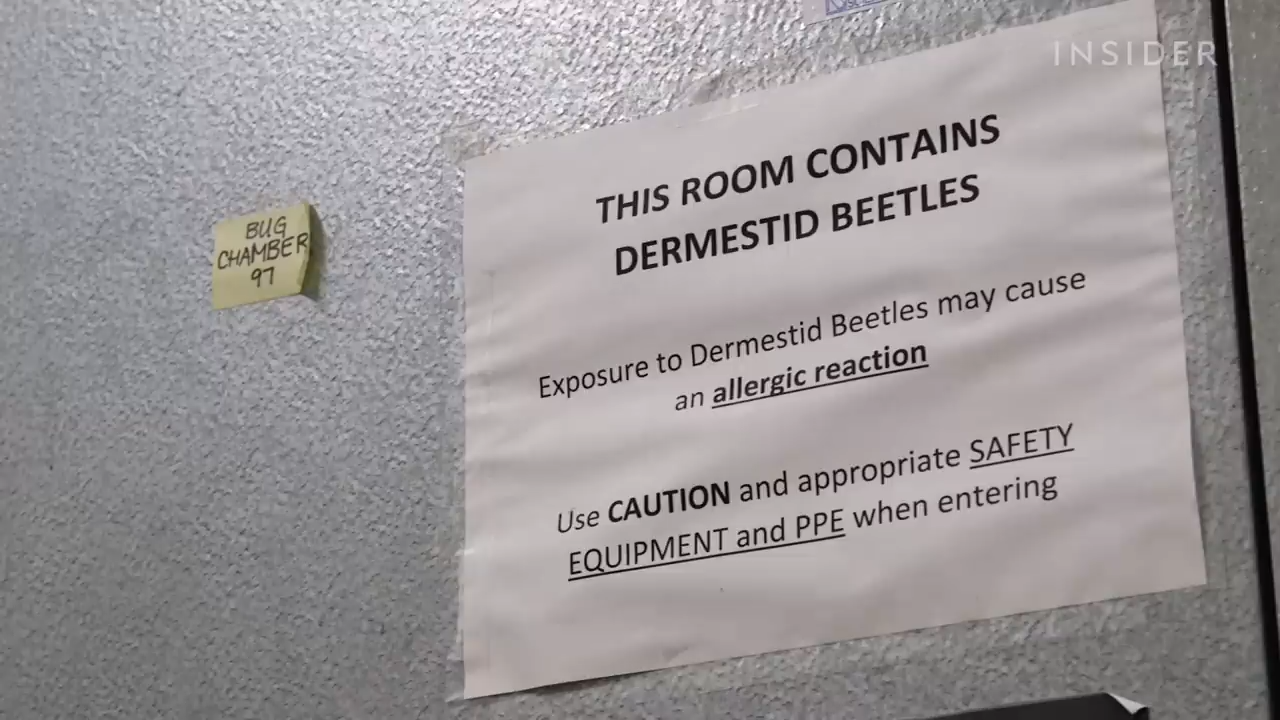 INSIDER
THIS ROOM CONTAINS
DERMESTID BEETLES
BUG
CHAMBER
97
Exposure to Dermestid Beetles may cause
an allergic reaction
Use CAUTION and appropriate SAFETY
EQUIPMENT and PPE when entering